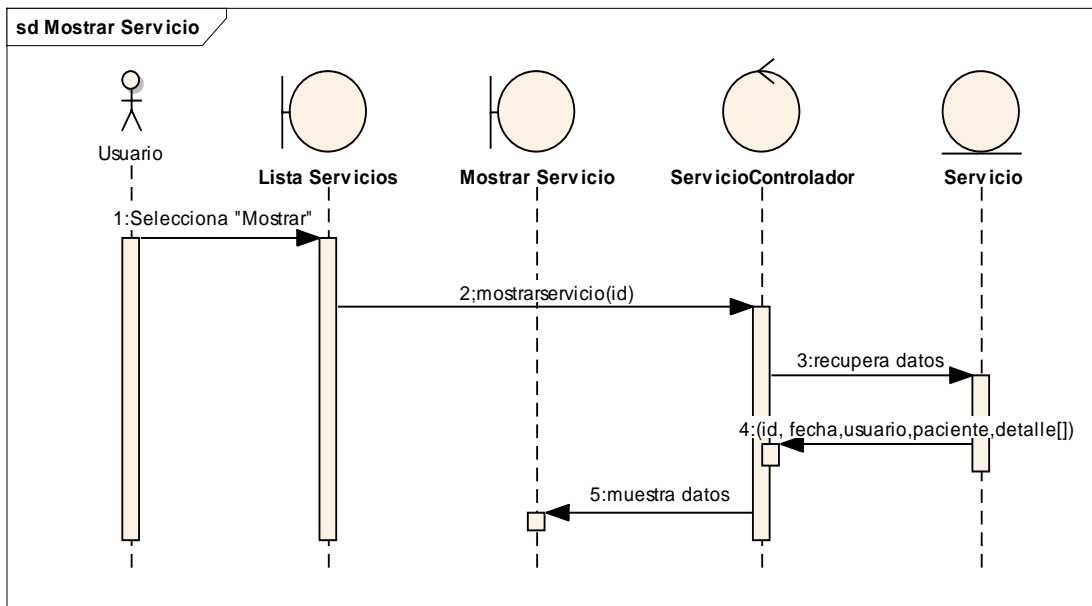 sd Mostrar Servicio
Usuario
Lista Servicios
Mostrar Servicio
ServicioControlador
Servicio
1:Selecciona "Mostrar"
2;mostrarservicio(id)
3:recupera datos
4:(id, fecha,usuario,paciente,detalle[])
5:muestra datos